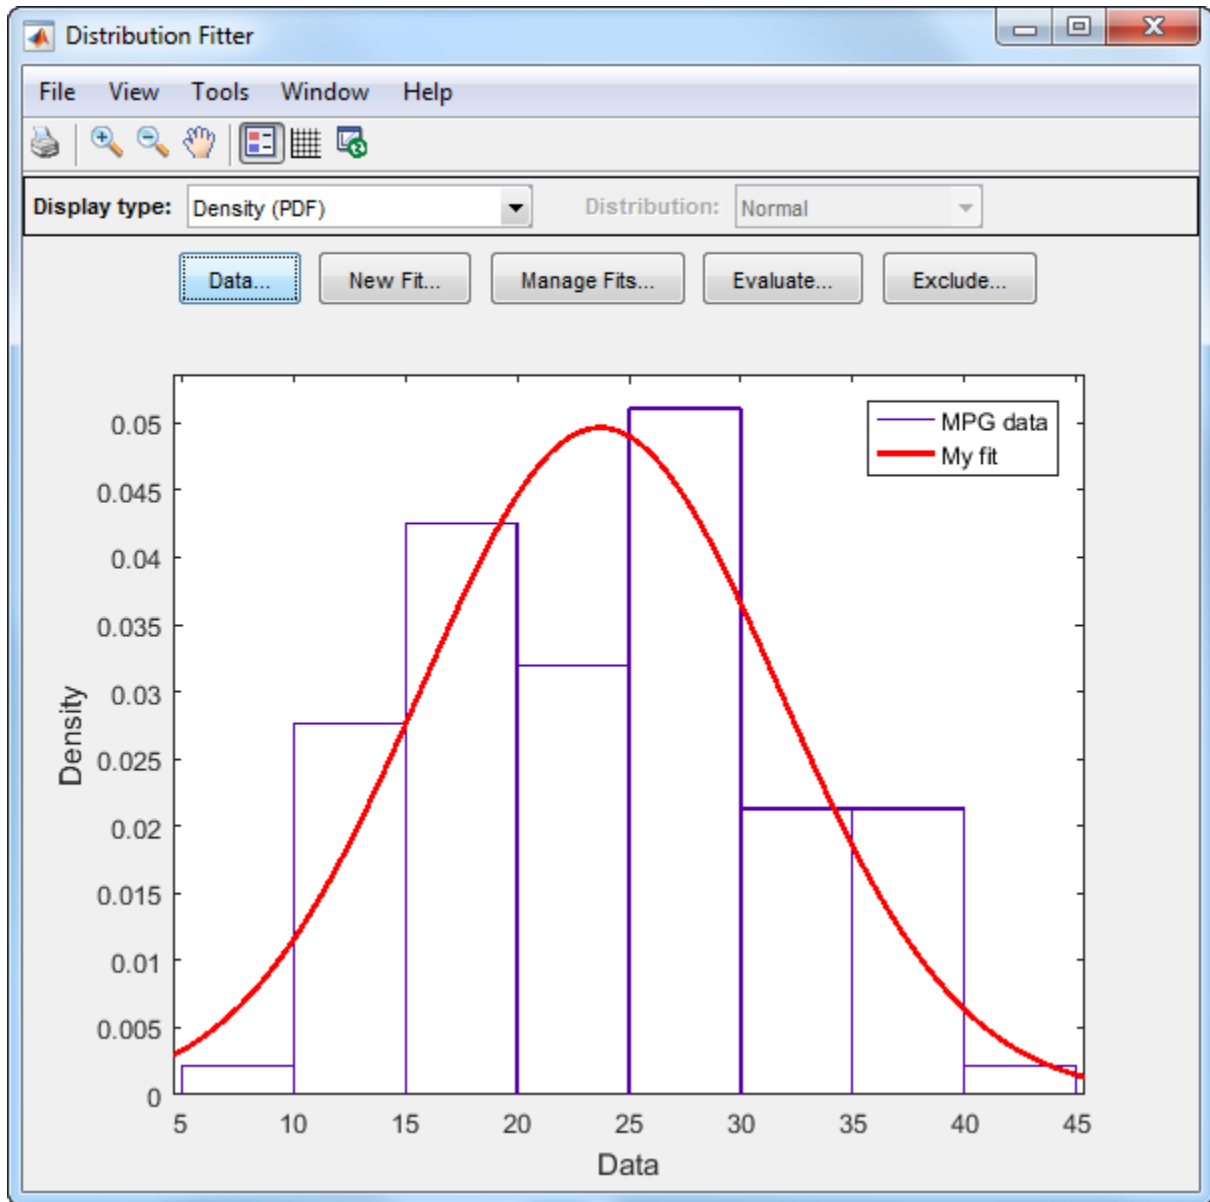 Distribution Fitter
File View Tools Window Help
Display type: Density (PDF) Distribution: Normal
Data... New Fit... Manage Fits... Evaluate... Exclude...
MPG data
My fit
0.05
0.045
0.04
0.035
0.03
0.025
0.02
0.015
0.01
0.005
0
Density
5 10 15 20 25 30 35 40 45
Data